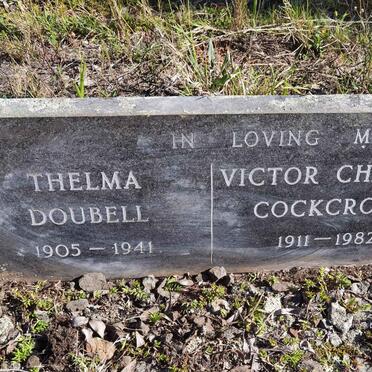 IN LOVING M
THELMA
DOUBELL
1905 – 1941
VICTOR CH
COCKCRO
1911 – 1982